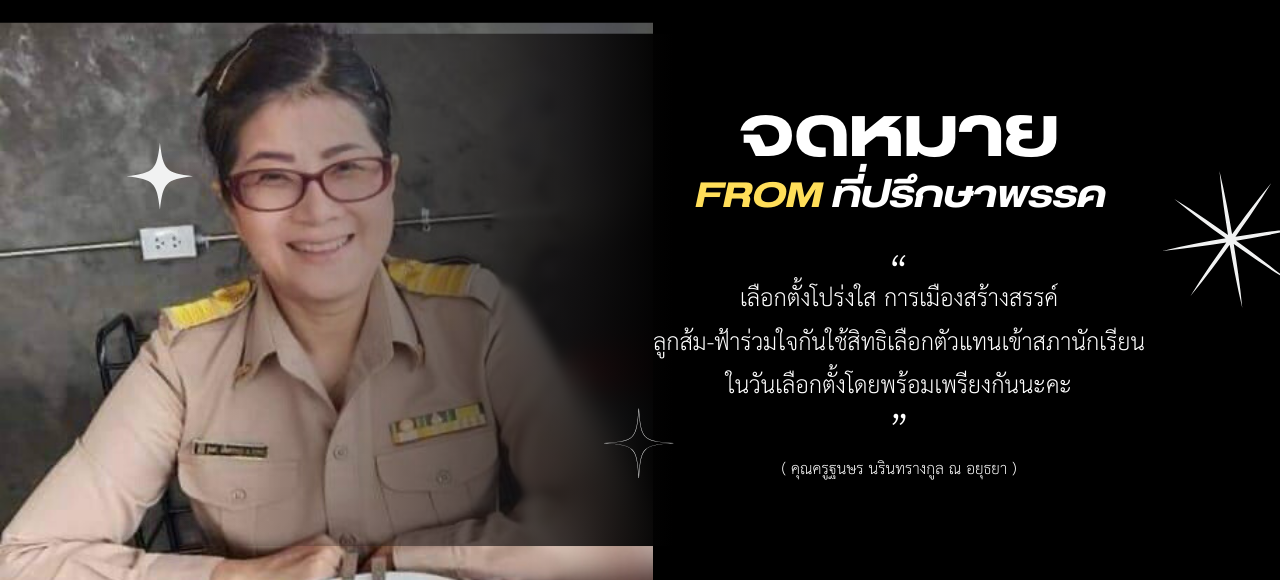 จดหมาย
FROM ที่ปรึกษาพรรค
“
เลือกตั้งโปร่งใส การเมืองสร้างสรรค์
ลูกส้ม-ฟ้าร่วมใจกันใช้สิทธิเลือกตัวแทนเข้าสภานักเรียน
ในวันเลือกตั้งโดยพร้อมเพรียงกันนะคะ
”
( คุณครูฐนษร นรินทรางกูล ณ อยุธยา )